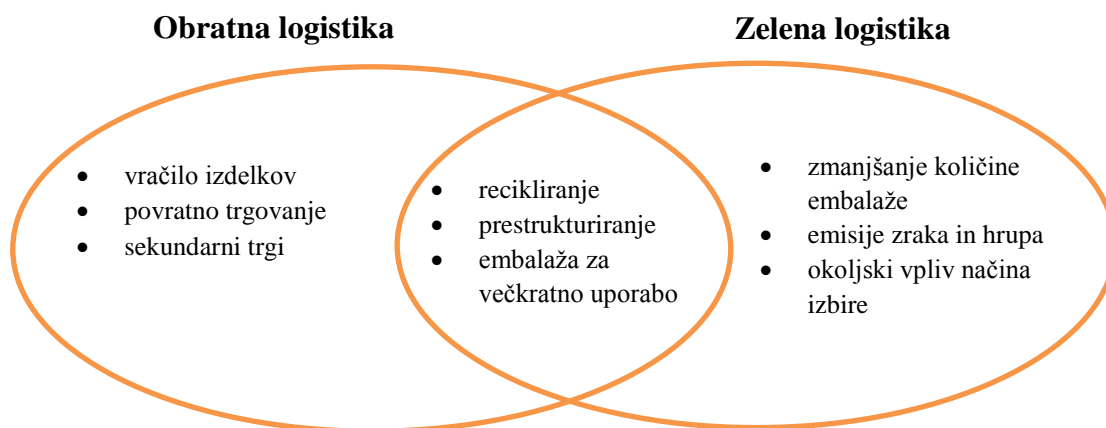 Obratna logistika
Zelena logistika
• vračilo izdelkov
• povratno trgovanje
• sekundarni trgi
• recikliranje
• prestrukturiranje
• embalaža za
večkratno uporabo
• zmanjšanje količine
embalaže
• emisije zraka in hrupa
• okoljski vpliv načina
izbire